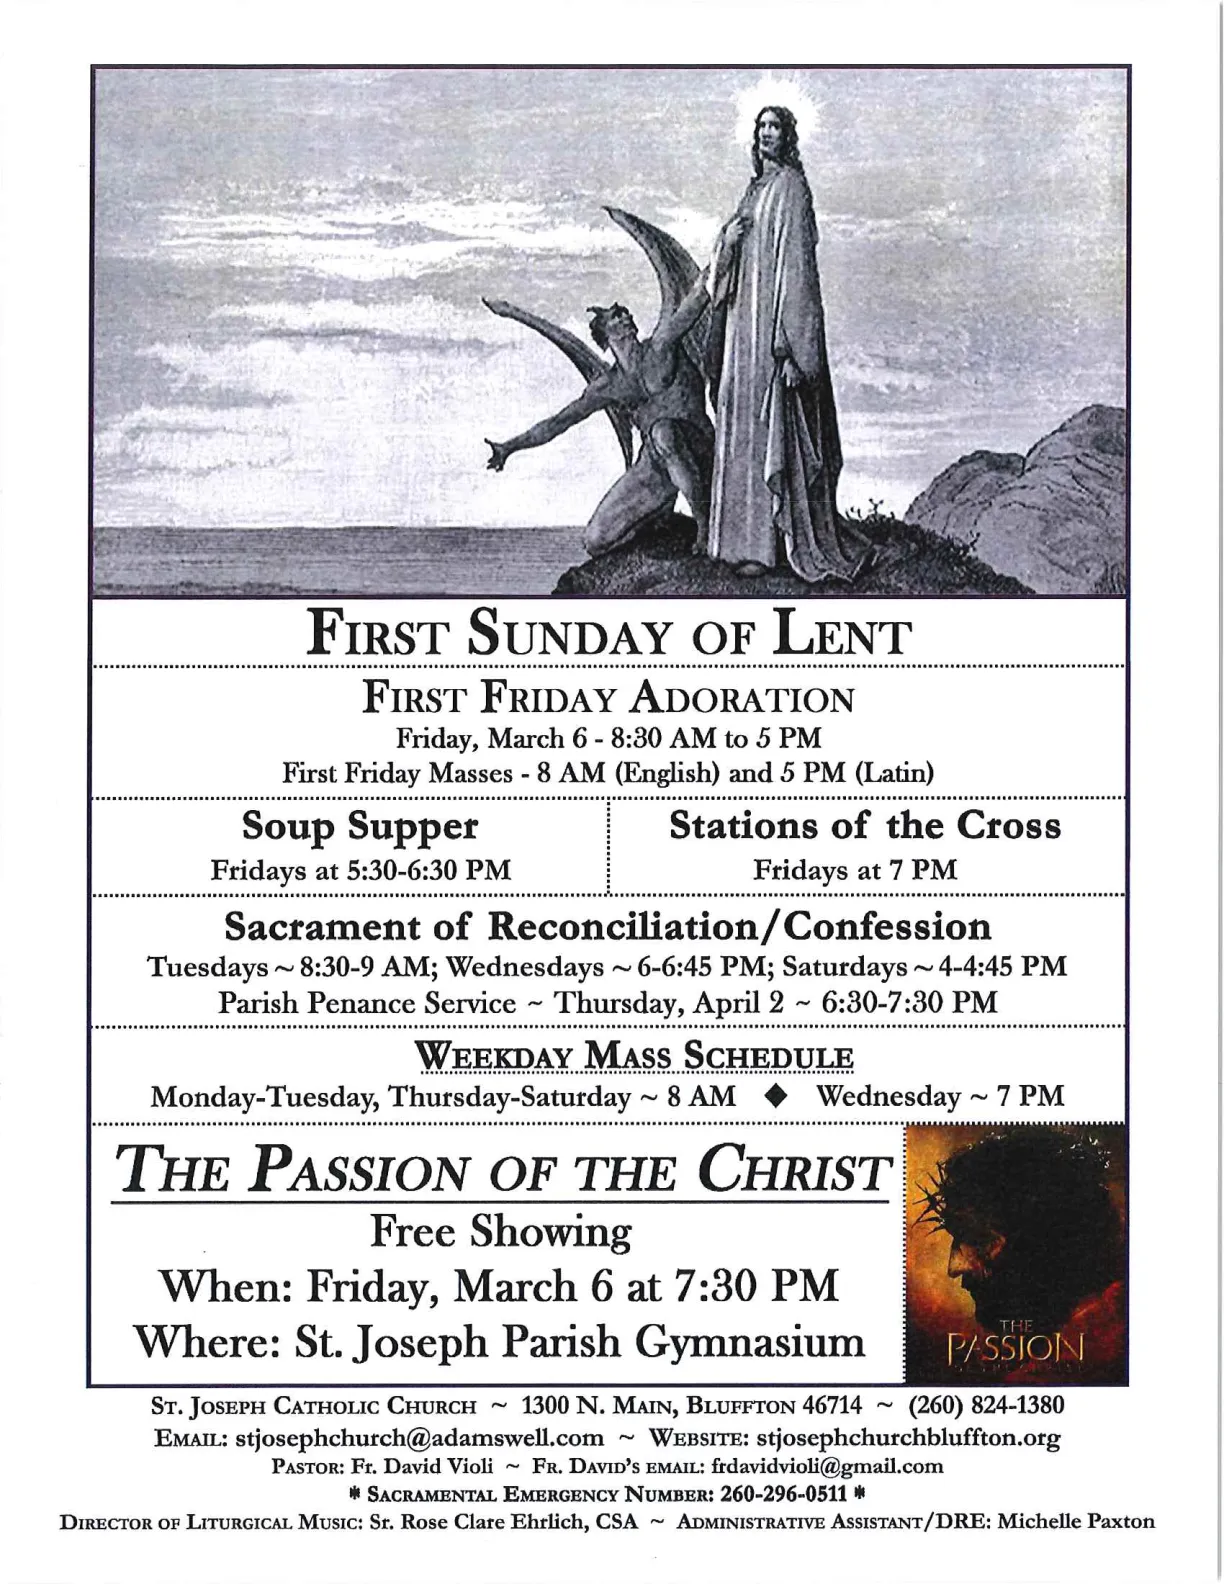 First Sunday of Lent
First Friday Adoration
Friday, March 6 - 8:30 AM to 5 PM
First Friday Masses - 8 AM (English) and 5 PM (Latin)
Soup Supper
Fridays at 5:30-6:30 PM
Stations of the Cross
Fridays at 7 PM
Sacrament of Reconciliation/Confession
Tuesdays ~ 8:30-9 AM; Wednesdays ~ 6-6:45 PM; Saturdays ~ 4-4:45 PM
Parish Penance Service ~ Thursday, April 2 ~ 6:30-7:30 PM
Weekday Mass Schedule
Monday-Tuesday, Thursday-Saturday ~ 8 AM ◆ Wednesday ~ 7 PM
The Passion of the Christ
Free Showing
When: Friday, March 6 at 7:30 PM
Where: St. Joseph Parish Gymnasium
THE
PASSION
St. Joseph Catholic Church ~ 1300 N. Main, Bluffton 46714 ~ (260) 824-1380
Email: stjosephchurch@adamswell.com ~ Website: stjosephchurchbluffton.org
Pastor: Fr. David Violi ~ Fr. David's email: frdavidvioli@gmail.com
* Sacramental Emergency Number: 260-296-0511 *
Director of Liturgical Music: Sr. Rose Clare Ehrlich, CSA ~ Administrative Assistant/DRE: Michelle Paxton